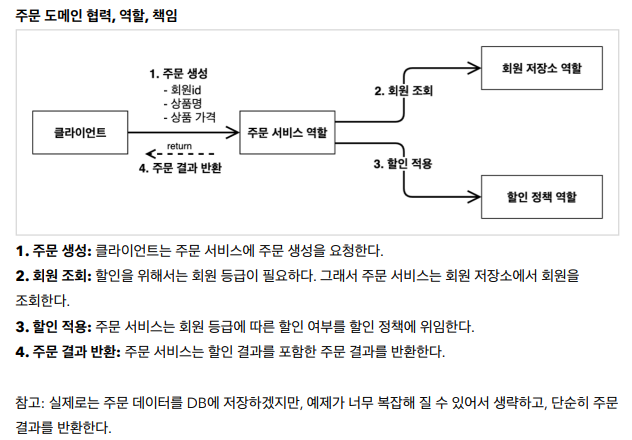 주문 도메인 협력, 역할, 책임
1. 주문 생성
- 회원id
- 상품명
- 상품 가격
클라이언트
주문 서비스 역할
return
4. 주문 결과 반환
2. 회원 조회
회원 저장소 역할
3. 할인 적용
할인 정책 역할
1. 주문 생성: 클라이언트는 주문 서비스에 주문 생성을 요청한다.
2. 회원 조회: 할인을 위해서는 회원 등급이 필요하다. 그래서 주문 서비스는 회원 저장소에서 회원을
조회한다.
3. 할인 적용: 주문 서비스는 회원 등급에 따른 할인 여부를 할인 정책에 위임한다.
4. 주문 결과 반환: 주문 서비스는 할인 결과를 포함한 주문 결과를 반환한다.
참고: 실제로는 주문 데이터를 DB에 저장하겠지만, 예제가 너무 복잡해 질 수 있어서 생략하고, 단순히 주문
결과를 반환한다.